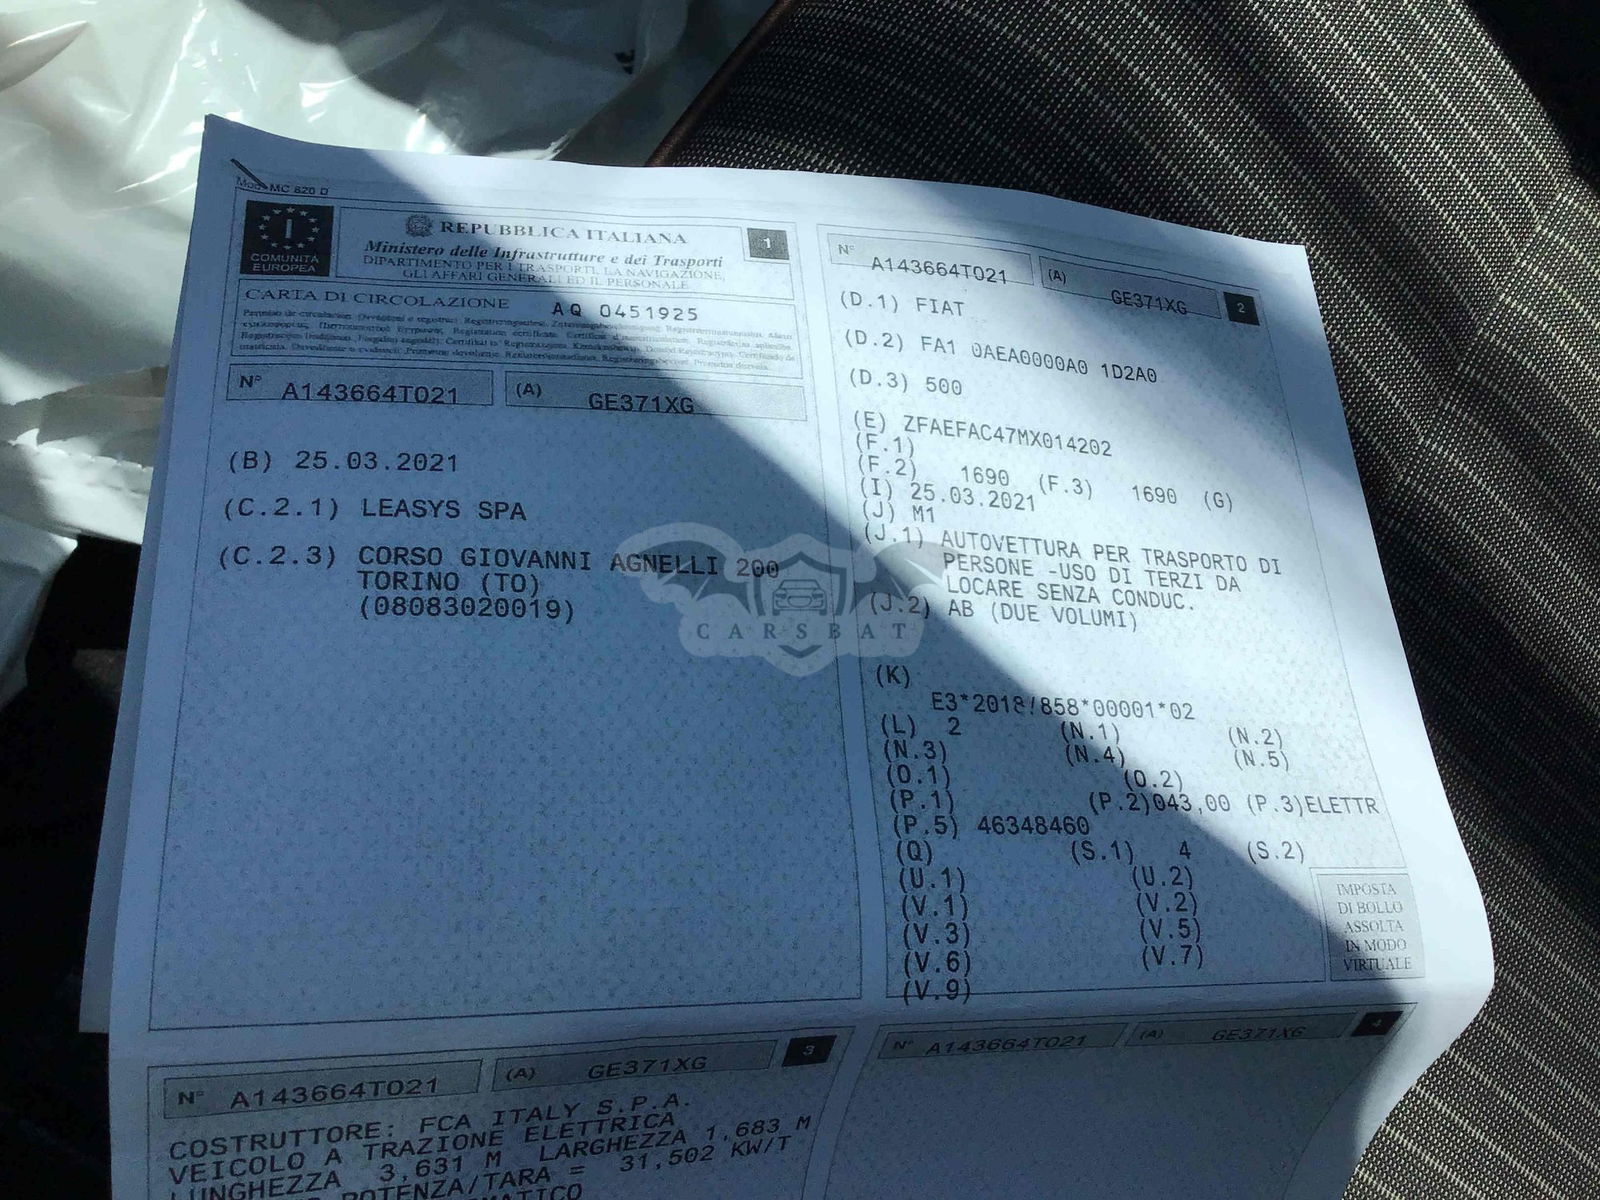 Mod. MC 820 D
I
COMUNITÀ
EUROPEA
REPUBBLICA ITALIANA
Ministero delle Infrastrutture e dei Trasporti
DIPARTIMENTO PER I TRASPORTI, LA NAVIGAZIONE,
GLI AFFARI GENERALI ED IL PERSONALE
1
CARTA DI CIRCOLAZIONE AQ 0451925
N° A143664T021 (A) GE371XG
(B) 25.03.2021
(C.2.1) LEASYS SPA
(C.2.3) CORSO GIOVANNI AGNELLI 200
TORINO (TO)
(08083020019)
N° A143664T021 (A) GE371XG 2
(D.1) FIAT
(D.2) FA1 0AEA0000A0 1D2A0
(D.3) 500
(E) ZFAEFAC47MX014202
(F.1)
(F.2) 1690 (F.3) 1690 (G)
(I) 25.03.2021
(J) M1
(J.1) AUTOVETTURA PER TRASPORTO DI
PERSONE -USO DI TERZI DA
LOCARE SENZA CONDUC.
(J.2) AB (DUE VOLUMI)
(K)
E3*2018/858*00001*02
(L) 2 (N.1) (N.2)
(N.3) (N.4) (N.5)
(O.1) (O.2)
(P.1) (P.2)043,00 (P.3)ELETTR
(P.5) 46348460
(Q) (S.1) 4 (S.2)
(U.1) (U.2)
(V.1) (V.2)
(V.3) (V.5)
(V.6) (V.7)
(V.9)
IMPOSTA
DI BOLLO
ASSOLTA
IN MODO
VIRTUALE
CARSBAT
N° A143664T021 (A) GE371XG 3
COSTRUTTORE: FCA ITALY S.P.A.
VEICOLO A TRAZIONE ELETTRICA
LUNGHEZZA 3,631 M LARGHEZZA 1,683 M
POTENZA/TARA = 31,502 KW/T
N° A143664T021 (A) GE371XG 4